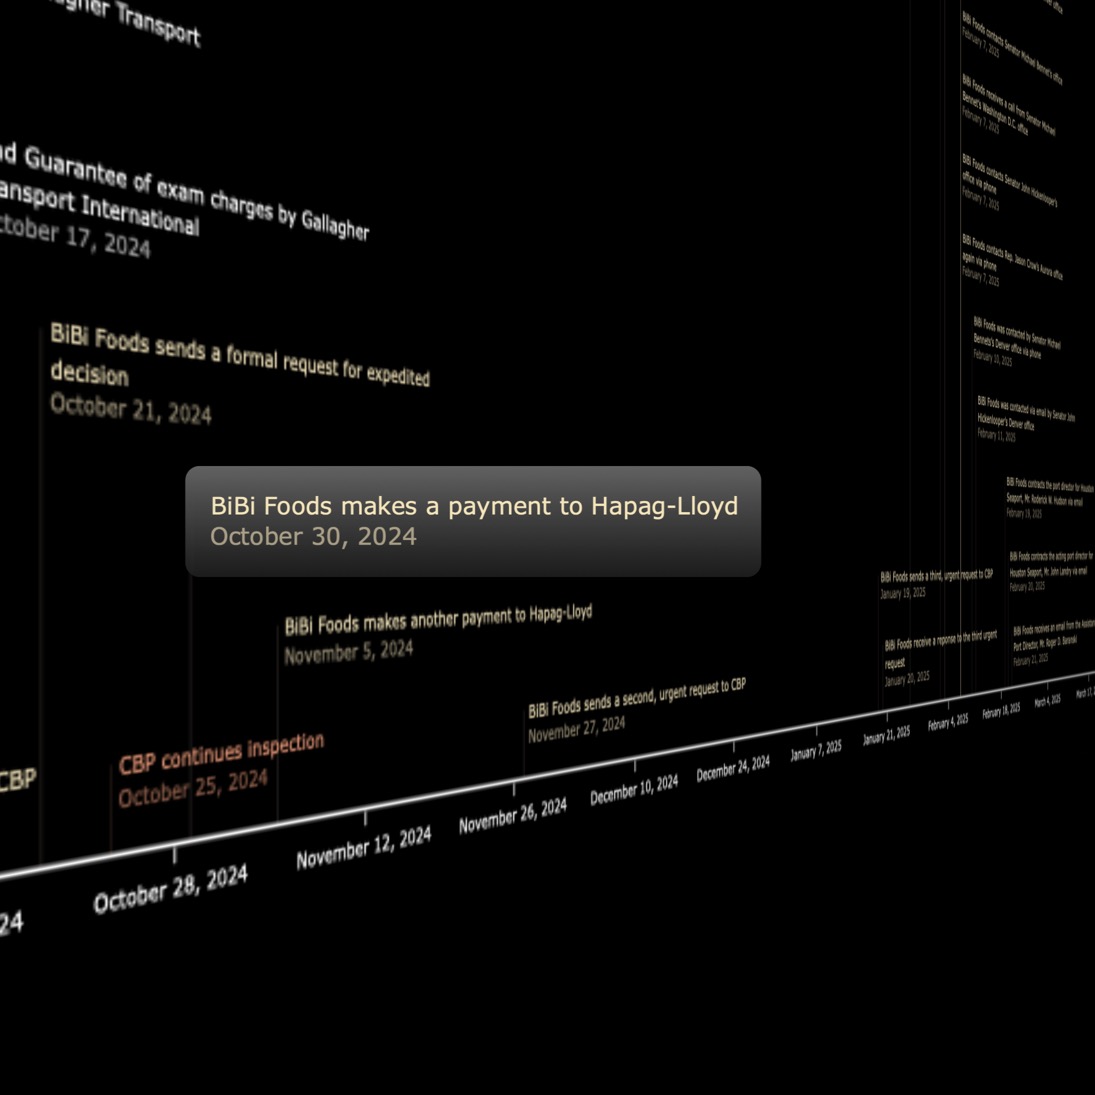 Transport
Guarantee of exam charges by Gallagher
Transport International
October 17, 2024
BiBi Foods sends a formal request for expedited
decision
October 21, 2024
BiBi Foods makes a payment to Hapag-Lloyd
October 30, 2024
BiBi Foods makes another payment to Hapag-Lloyd
November 5, 2024
BiBi Foods sends a second, urgent request to CBP
November 27, 2024
CBP
CBP continues inspection
October 25, 2024
BiBi Foods sends a third, urgent request to CBP
January 19, 2025
BiBi Foods receive a reponse to the third urgent
request
January 20, 2025
office
BiBi Foods contacts Senator Michael Bennet's office
February 7, 2025
BiBi Foods receives a call from Senator Michael
Bennet's Washington D.C. office
February 7, 2025
BiBi Foods contacts Senator John Hickenlooper's
office via phone
February 7, 2025
BiBi Foods contacts Rep. Jason Crow's Aurora office
again via phone
February 7, 2025
BiBi Foods was contacted by Senator Michael
Bennets's Denver office via phone
February 10, 2025
BiBi Foods was contacted via email by Senator John
Hickenlooper's Denver office
February 11, 2025
BiBi Foods contracts the port director for Houston
Seaport, Mr. Roderick W. Hudson via email
February 19, 2025
BiBi Foods contracts the acting port director for
Houston Seaport, Mr. John Landry via email
February 20, 2025
BiBi Foods receives an email from the Assistant
Port Director, Mr. Roger D.
February 21, 2025
24
October 28, 2024
November 12, 2024
November 26, 2024
December 10, 2024
December 24, 2024
January 7, 2025
January 21, 2025
February 4, 2025
February 18, 2025
March 4, 2025
March 17,